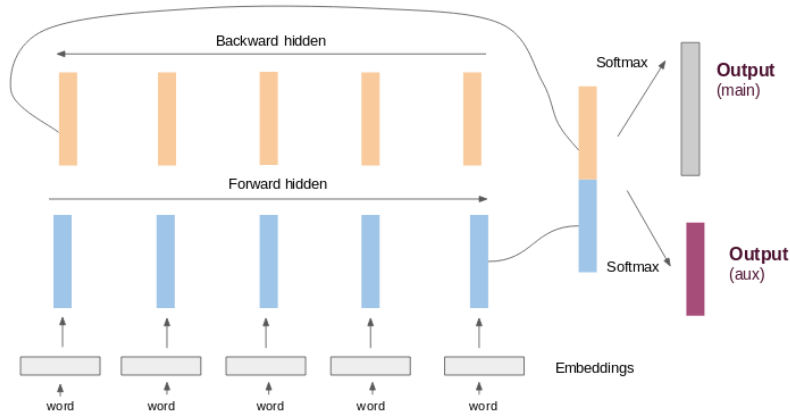 Backward hidden
Softmax
Output
(main)
Forward hidden
Output
(aux)
Softmax
Embeddings
word word word word word